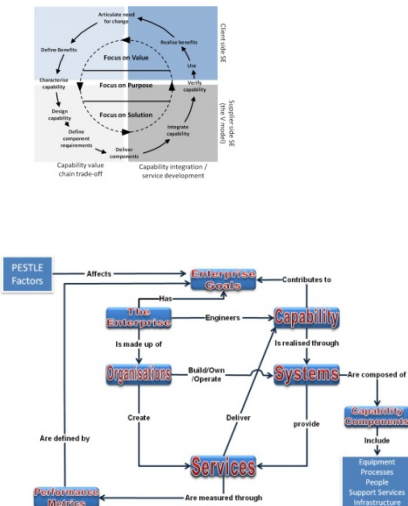 Articulate need
for change
Define Benefits
Realise benefits
Focus on Value
Use
Characterise
capability
Focus on Purpose
Verify
capability
Design
capability
Focus on Solution
Define
component
requirements
Integrate
capability
Deliver
components
Client side SE
Supplier side SE
(the V model)
Capability value
chain trade-off
Capability integration /
service development
PESTLE
Factors
Affects
Enterprise
Goals
Contributes to
Has
The
Enterprise
Engineers
Capability
Is made up of
Is realised through
Organisations
Build/Own
/Operate
Systems
Are composed of
Capability
Components
Create
Deliver
provide
Include
Are defined by
Services
Equipment
Processes
People
Support Services
Infrastructure
Performance
Metrics
Are measured through